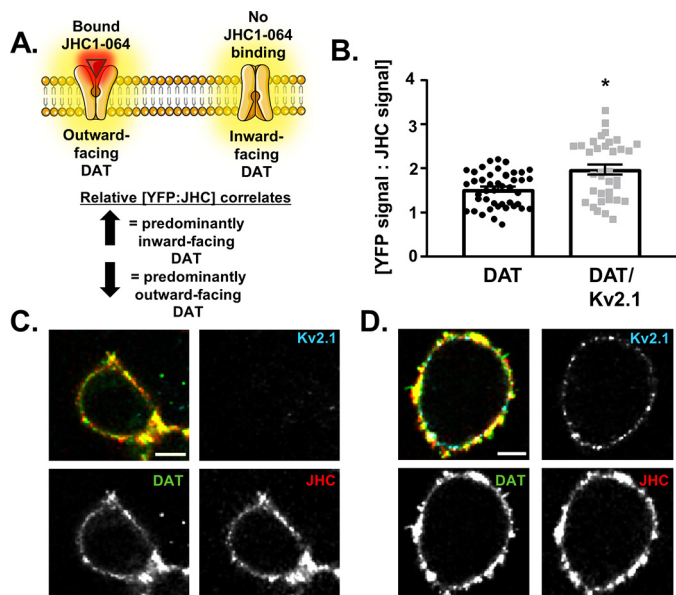 A.
Bound
JHC1-064
No
JHC1-064
binding
Outward-
facing
DAT
Inward-
facing
DAT
Relative [YFP:JHC] correlates
= predominantly
inward-facing
DAT
= predominantly
outward-facing
DAT
B.
[YFP signal : JHC signal]
4
3
2
1
0
*
DAT
DAT/
Kv2.1
C.
Kv2.1
DAT
JHC
D.
Kv2.1
DAT
JHC